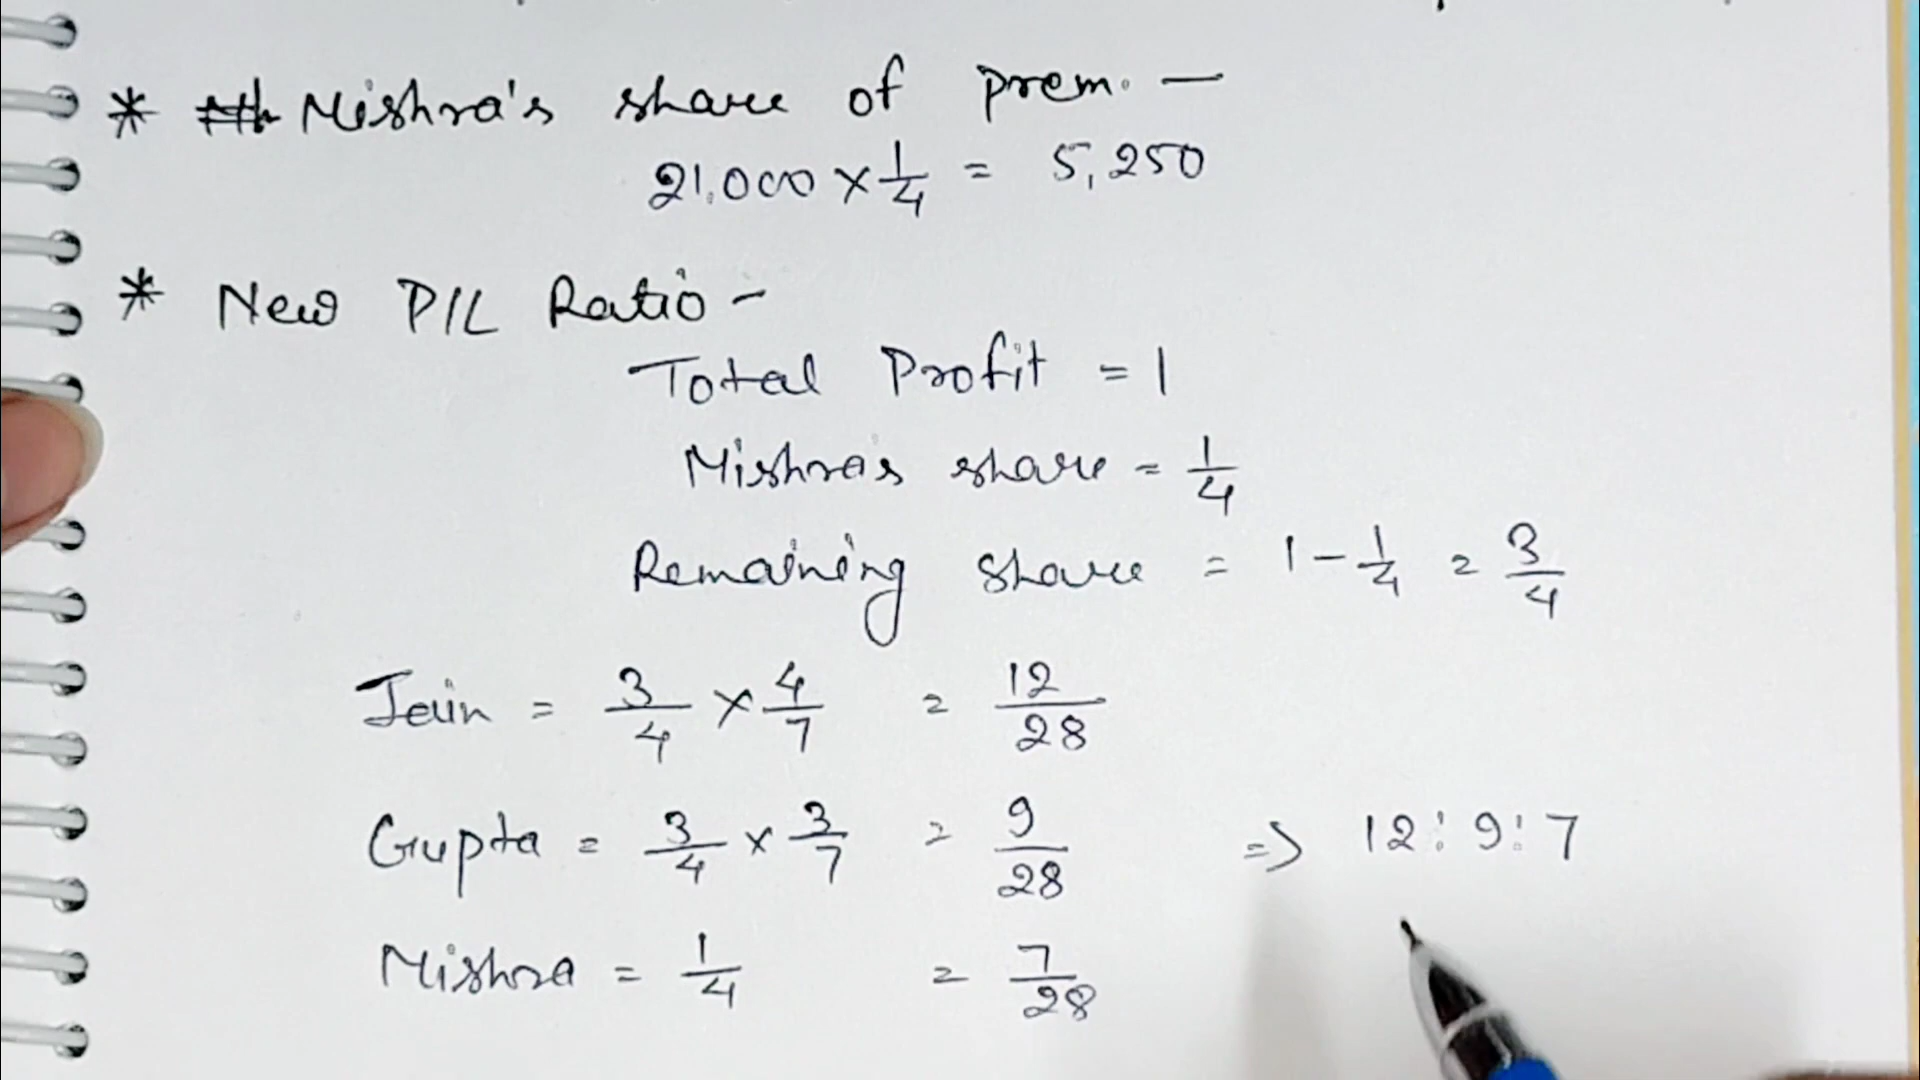 * Mishra's share of prem. —
21,000 × 1/4 = 5,250
* New P/L Ratio -
Total Profit = 1
Mishra's share = 1/4
Remaining share = 1 - 1/4 = 3/4
Jain = 3/4 × 4/7 = 12/28
Gupta = 3/4 × 3/7 = 9/28 => 12:9:7
Mishra = 1/4 = 7/28